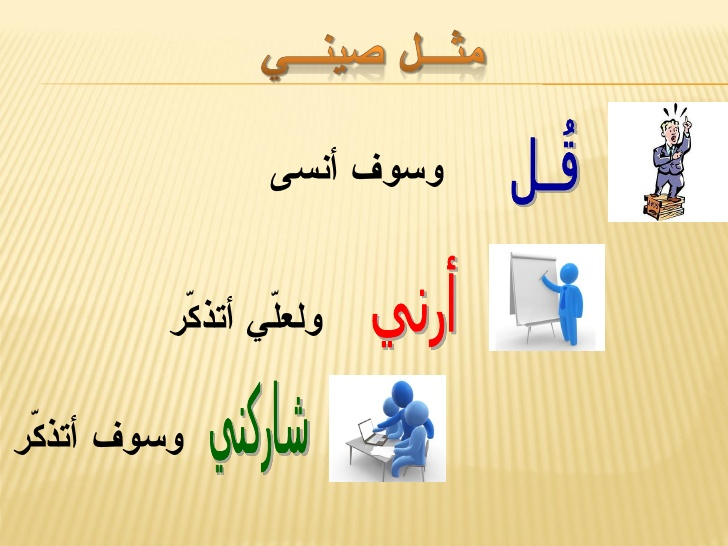 مثـــل صينـــي
قُـل وسوف أنسى
أرني ولعلّي أتذكّر
شاركني وسوف أتذكّر